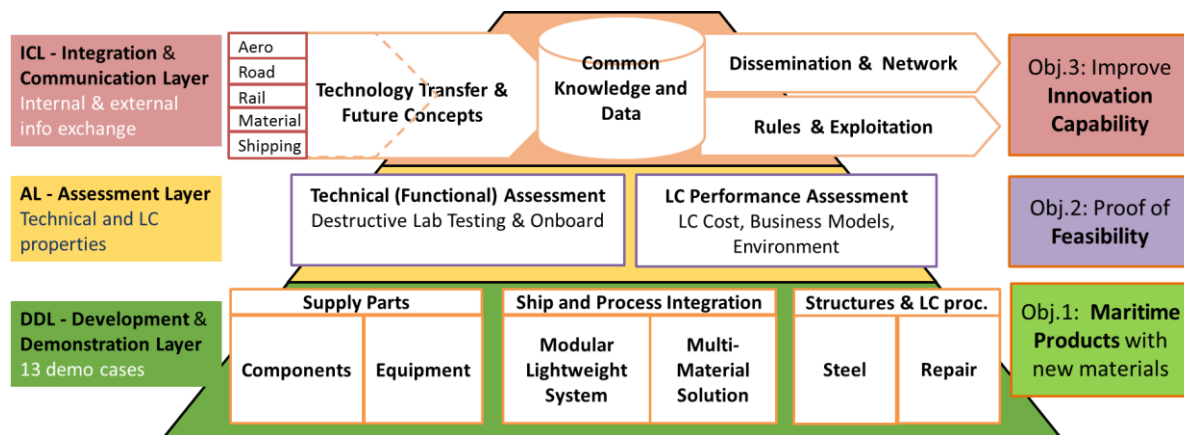 ICL - Integration &
Communication Layer
Internal & external
info exchange
Aero
Road
Rail
Material
Shipping
Technology Transfer &
Future Concepts
Common
Knowledge and
Data
Dissemination & Network
Rules & Exploitation
Obj.3: Improve
Innovation
Capability
AL - Assessment Layer
Technical and LC
properties
Technical (Functional) Assessment
Destructive Lab Testing & Onboard
LC Performance Assessment
LC Cost, Business Models,
Environment
Obj.2: Proof of
Feasibility
DDL - Development &
Demonstration Layer
13 demo cases
Supply Parts
Components
Equipment
Ship and Process Integration
Modular
Lightweight
System
Multi-
Material
Solution
Structures & LC proc.
Steel
Repair
Obj.1: Maritime
Products with
new materials